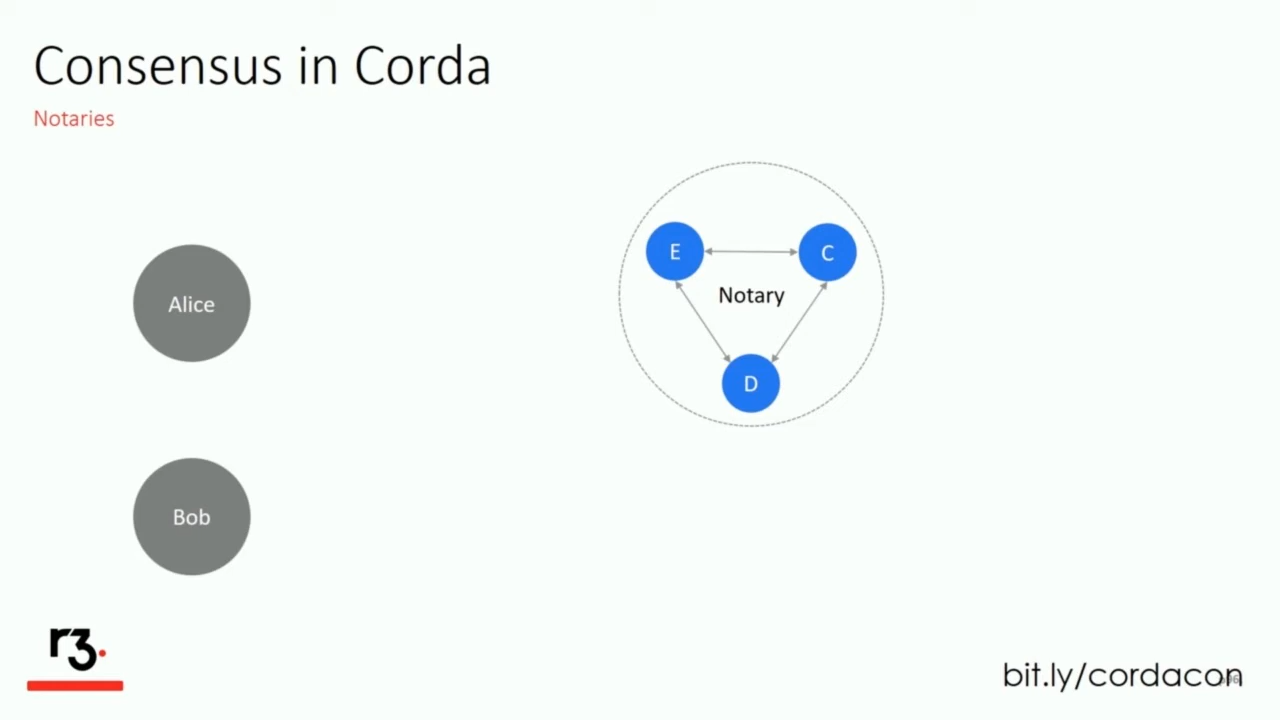 Consensus in Corda
Notaries
E
C
Notary
Alice
D
Bob
r3.
bit.ly/cordacon